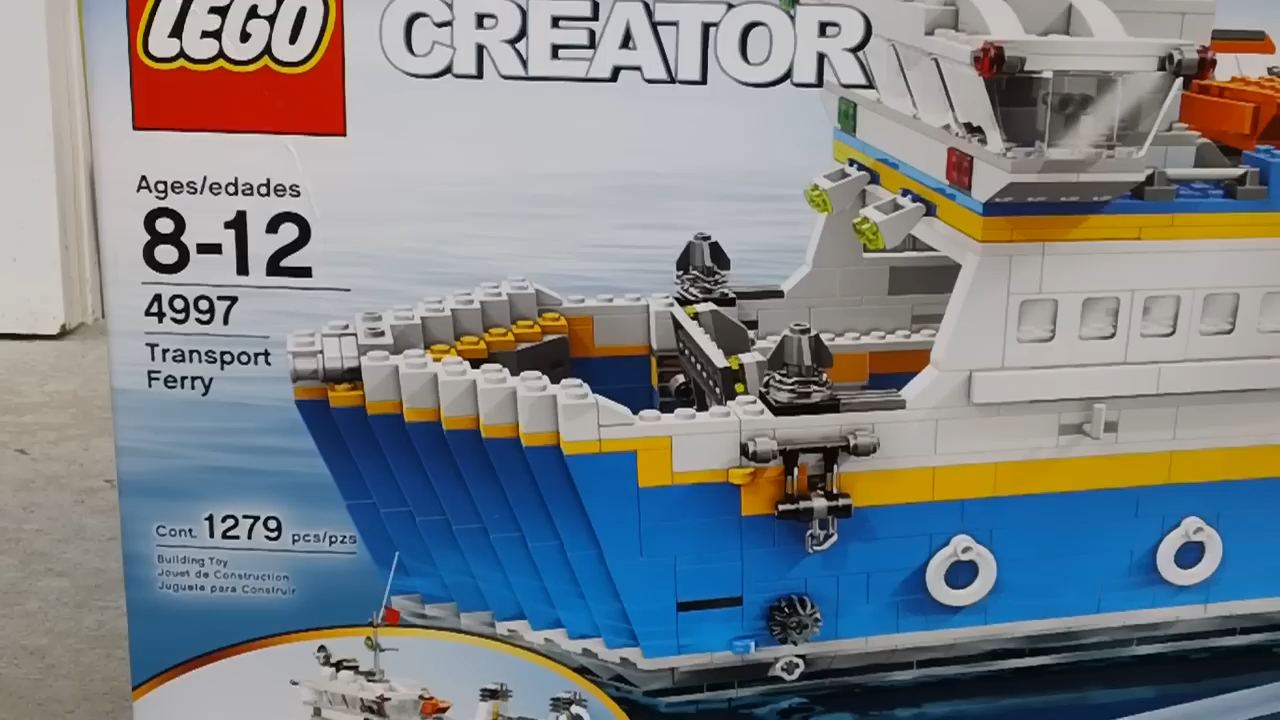 LEGO
CREATOR
Ages/edades
8-12
4997
Transport
Ferry
Cont. 1279 pcs/pzs
Building Toy
Jouet de Construction
Juguete para Construir